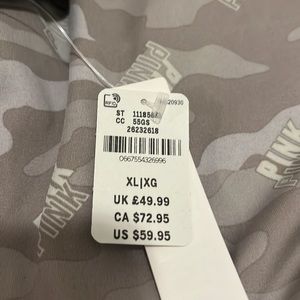 RFID
ST
CC 55GS
26232618
0667554326996
XL|XG
UK £49.99
CA $72.95
US $59.95
PINK
PINK
PINK